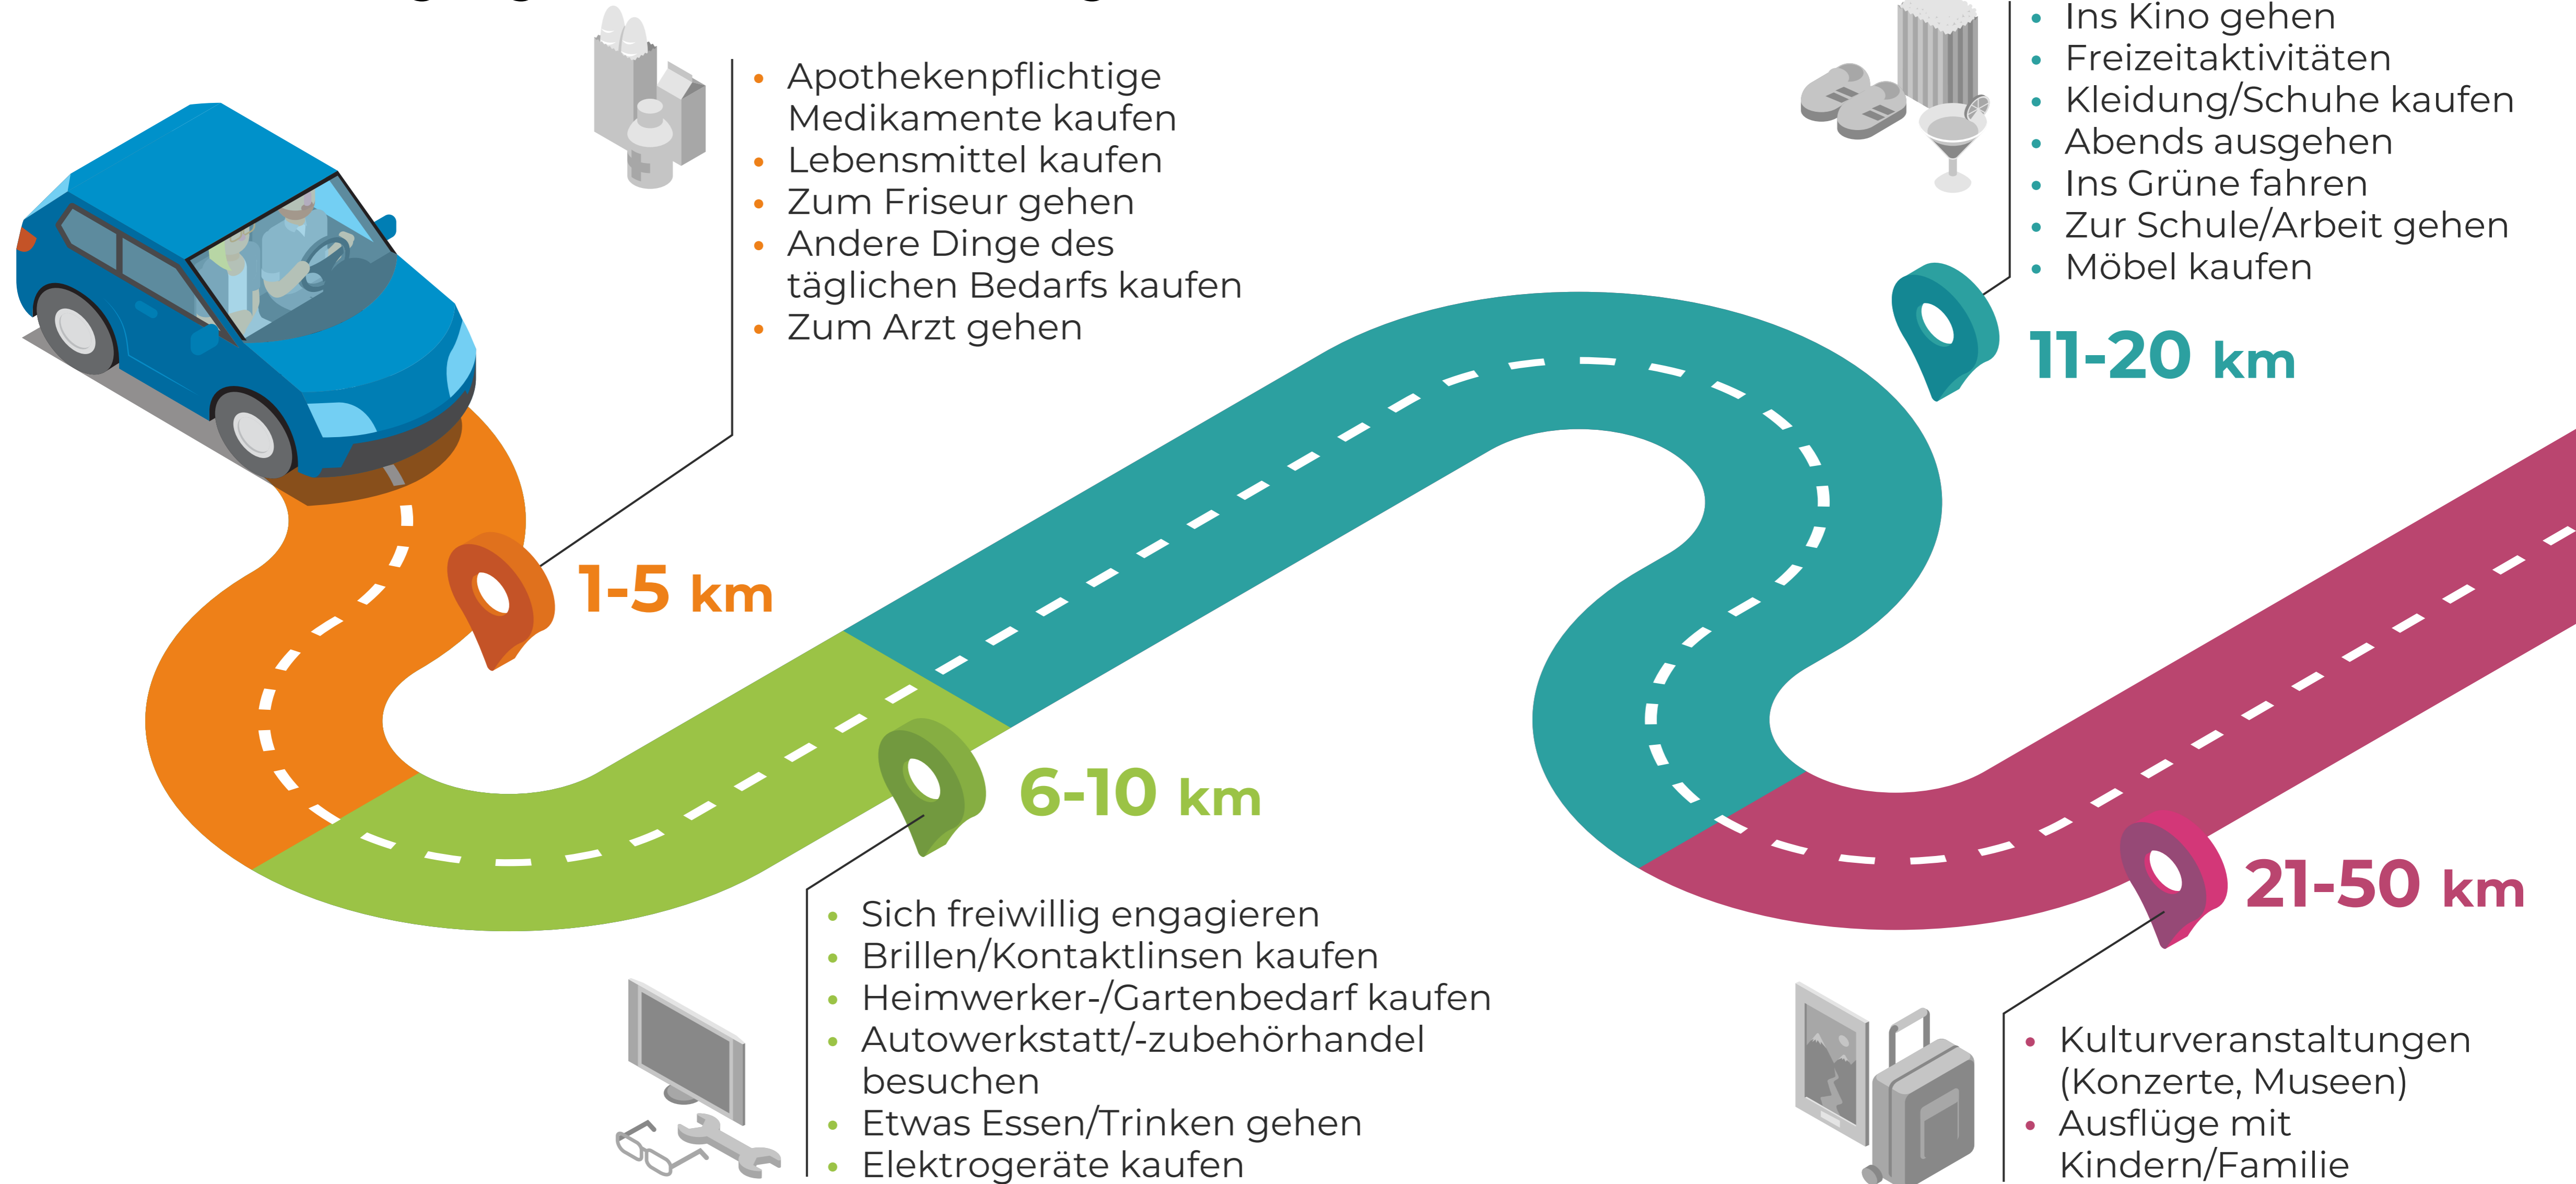 • Apothekenpflichtige
Medikamente kaufen
• Lebensmittel kaufen
• Zum Friseur gehen
• Andere Dinge des
täglichen Bedarfs kaufen
• Zum Arzt gehen
1-5 km
6-10 km
• Sich freiwillig engagieren
• Brillen/Kontaktlinsen kaufen
• Heimwerker-/Gartenbedarf kaufen
• Autowerkstatt/-zubehörhandel
besuchen
• Etwas Essen/Trinken gehen
• Elektrogeräte kaufen
• Ins Kino gehen
• Freizeitaktivitäten
• Kleidung/Schuhe kaufen
• Abends ausgehen
• Ins Grüne fahren
• Zur Schule/Arbeit gehen
• Möbel kaufen
11-20 km
21-50 km
• Kulturveranstaltungen
(Konzerte, Museen)
• Ausflüge mit
Kindern/Familie